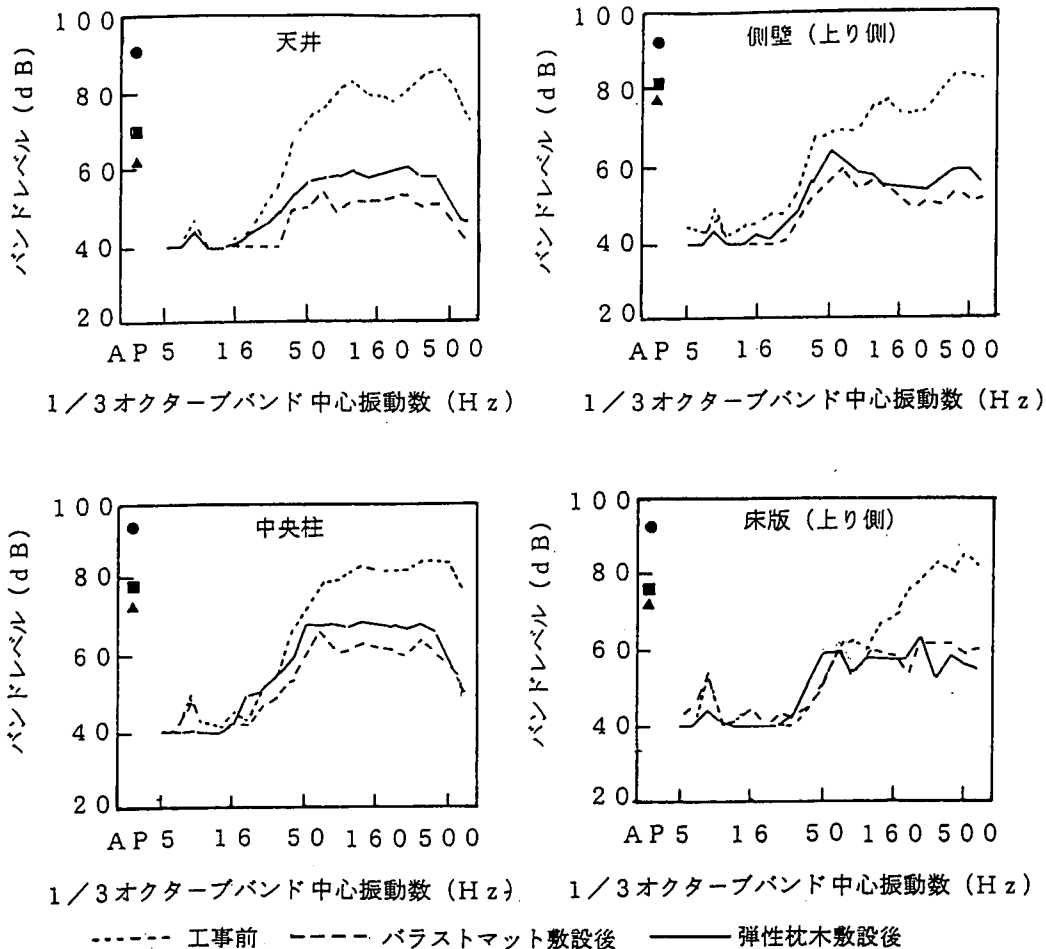 天井
バンドレベル (dB)
100
80
60
40
20
AP 5 16 50 160 500
1/3オクターブバンド中心振動数 (Hz)
側壁 (上り側)
バンドレベル (dB)
100
80
60
40
20
AP 5 16 50 160 500
1/3オクターブバンド中心振動数 (Hz)
中央柱
バンドレベル (dB)
100
80
60
40
20
AP 5 16 50 160 500
1/3オクターブバンド中心振動数 (Hz)
床版 (上り側)
バンドレベル (dB)
100
80
60
40
20
AP 5 16 50 160 500
1/3オクターブバンド中心振動数 (Hz)
工事前 バラストマット敷設後 弾性枕木敷設後